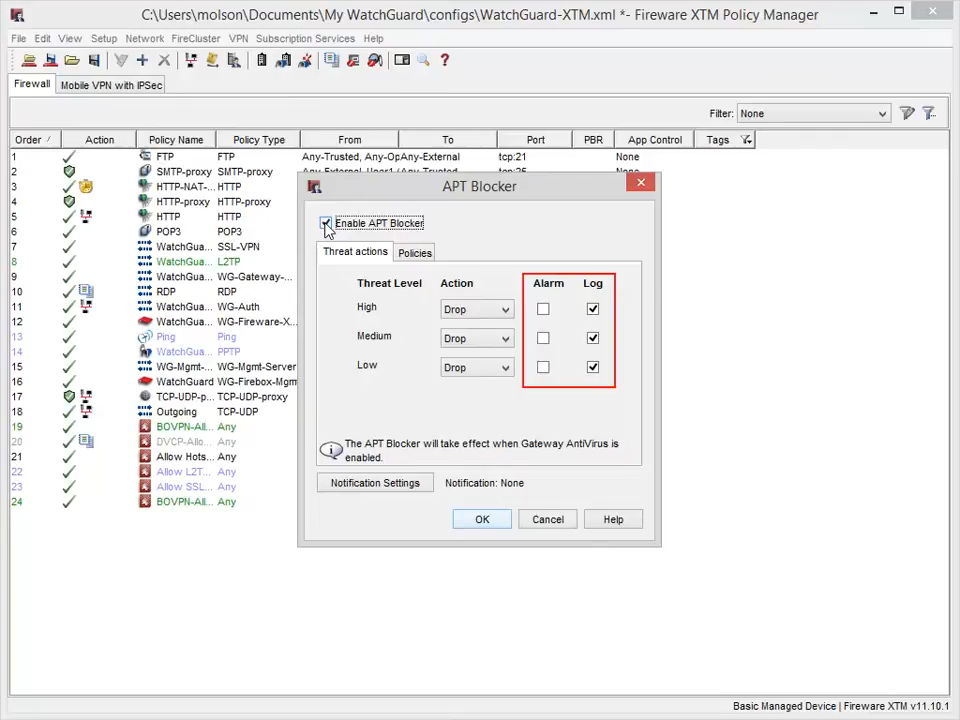 C:\Users\molson\Documents\My WatchGuard\configs\WatchGuard-XTM.xml *- Fireware XTM Policy Manager
File Edit View Setup Network FireCluster VPN Subscription Services Help
Firewall Mobile VPN with IPSec
Filter: None
Order / Action Policy Name Policy Type From To Port PBR App Control Tags
1 FTP FTP Any-Trusted, Any-Op Any-External tcp:21 None
2 SMTP-proxy SMTP-proxy Any-External, User1 (Any-Trusted, tcp:25 None
3 HTTP-NAT-... HTTP
4 HTTP-proxy HTTP-proxy
5 HTTP HTTP
6 POP3 POP3
7 WatchGua... SSL-VPN
8 WatchGua... L2TP
9 WatchGua... WG-Gateway-...
10 RDP RDP
11 WatchGua... WG-Auth
12 WatchGua... WG-Fireware-X...
13 Ping Ping
14 WatchGua... PPTP
15 WG-Mgmt-... WG-Mgmt-Server
16 WatchGuard WG-Firebox-Mgm
17 TCP-UDP-p... TCP-UDP-proxy
18 Outgoing TCP-UDP
19 BOVPN-All... Any
20 DVCP-Allo... Any
21 Allow Hots... Any
22 Allow L2T... Any
23 Allow SSL... Any
24 BOVPN-All... Any
APT Blocker
Enable APT Blocker
Threat actions Policies
Threat Level Action Alarm Log
High Drop
Medium Drop
Low Drop
The APT Blocker will take effect when Gateway AntiVirus is
enabled.
Notification Settings Notification: None
OK Cancel Help
Basic Managed Device | Fireware XTM v11.10.1